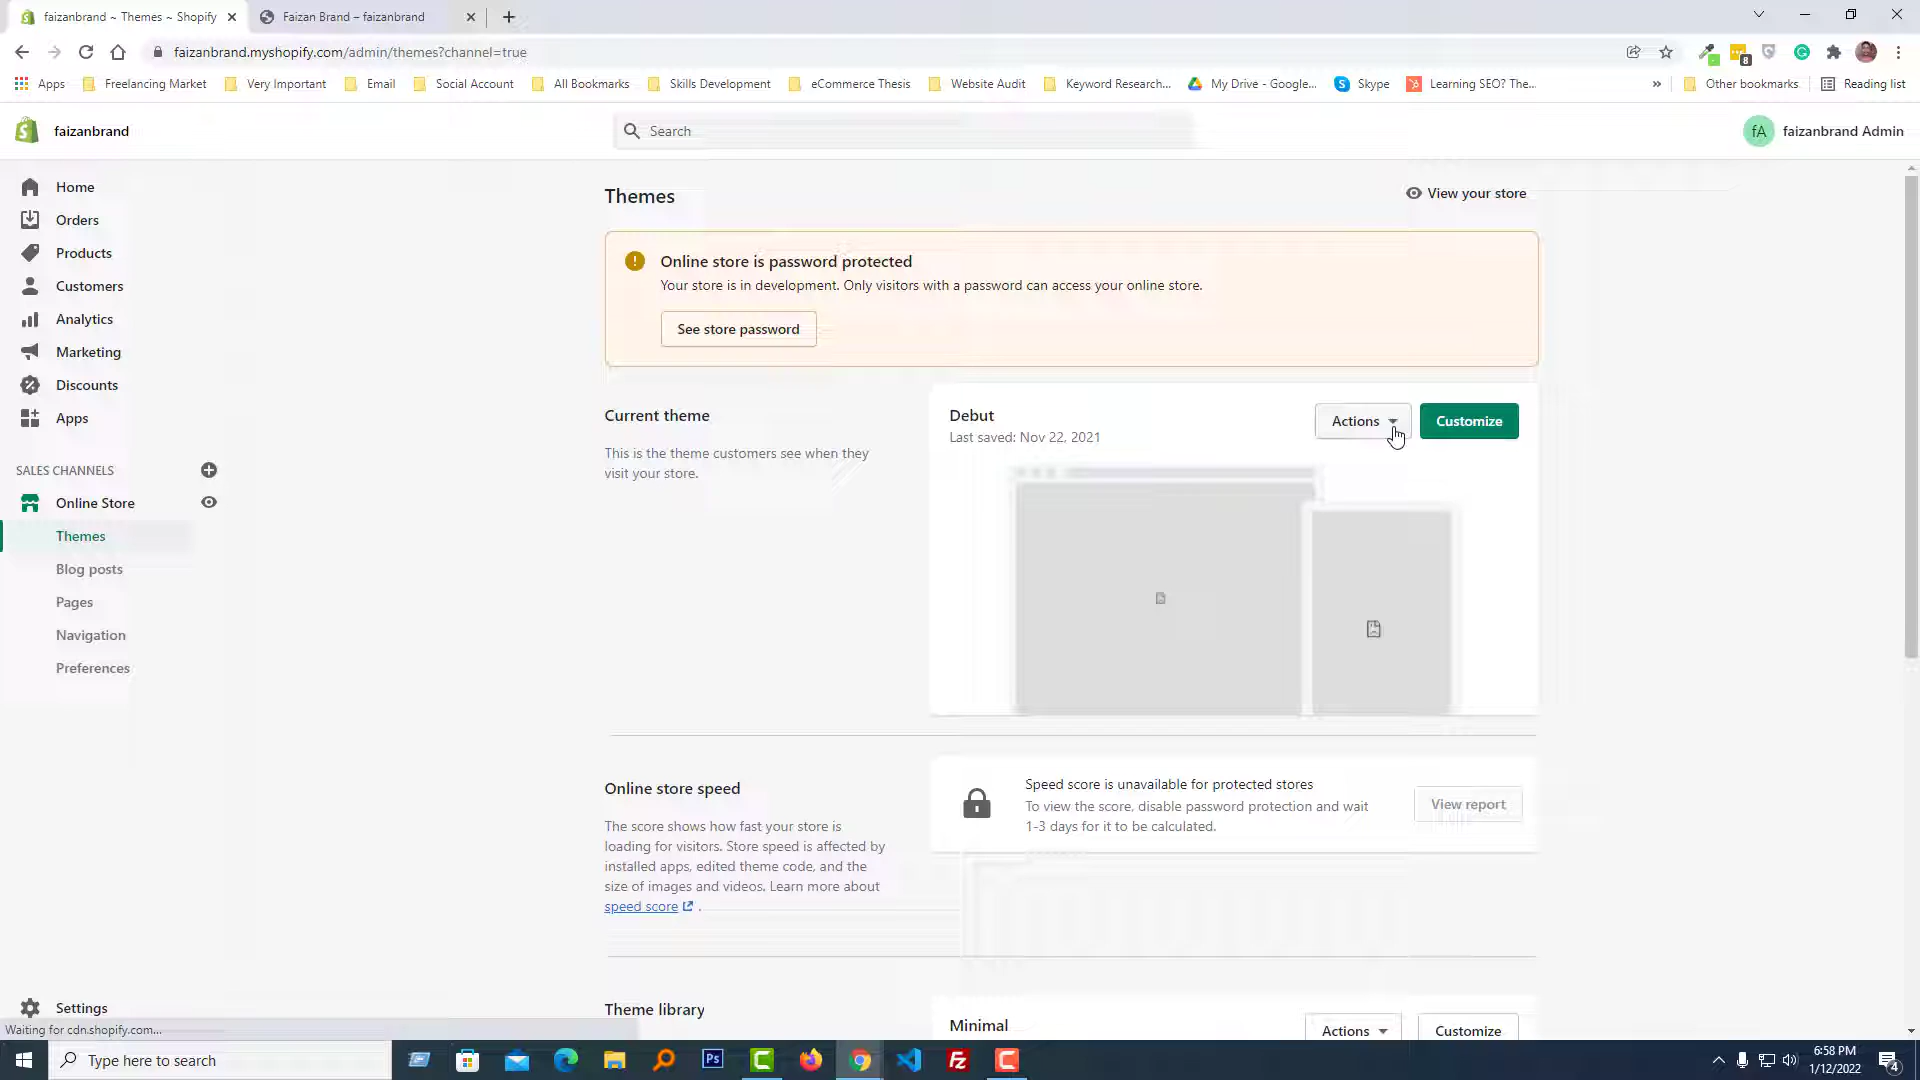 faizanbrand ~ Themes ~ Shopify
Faizan Brand – faizanbrand
faizanbrand.myshopify.com/admin/themes?channel=true
8
Apps
Freelancing Market
Very Important
Email
Social Account
All Bookmarks
Skills Development
eCommerce Thesis
Website Audit
Keyword Research...
My Drive - Google...
Skype
Learning SEO? The...
»
Other bookmarks
Reading list
faizanbrand
Search
fA
faizanbrand Admin
Home
Orders
Products
Customers
Analytics
Marketing
Discounts
Apps
SALES CHANNELS
Online Store
Themes
Blog posts
Pages
Navigation
Preferences
Settings
Waiting for cdn.shopify.com...
Themes
View your store
Online store is password protected
Your store is in development. Only visitors with a password can access your online store.
See store password
Current theme
This is the theme customers see when they
visit your store.
Debut
Last saved: Nov 22, 2021
Actions
Customize
Online store speed
The score shows how fast your store is
loading for visitors. Store speed is affected by
installed apps, edited theme code, and the
size of images and videos. Learn more about
speed score .
Speed score is unavailable for protected stores
To view the score, disable password protection and wait
1-3 days for it to be calculated.
View report
Theme library
Minimal
Actions
Customize
Type here to search
Ps
Fz
6:58 PM
1/12/2022
4